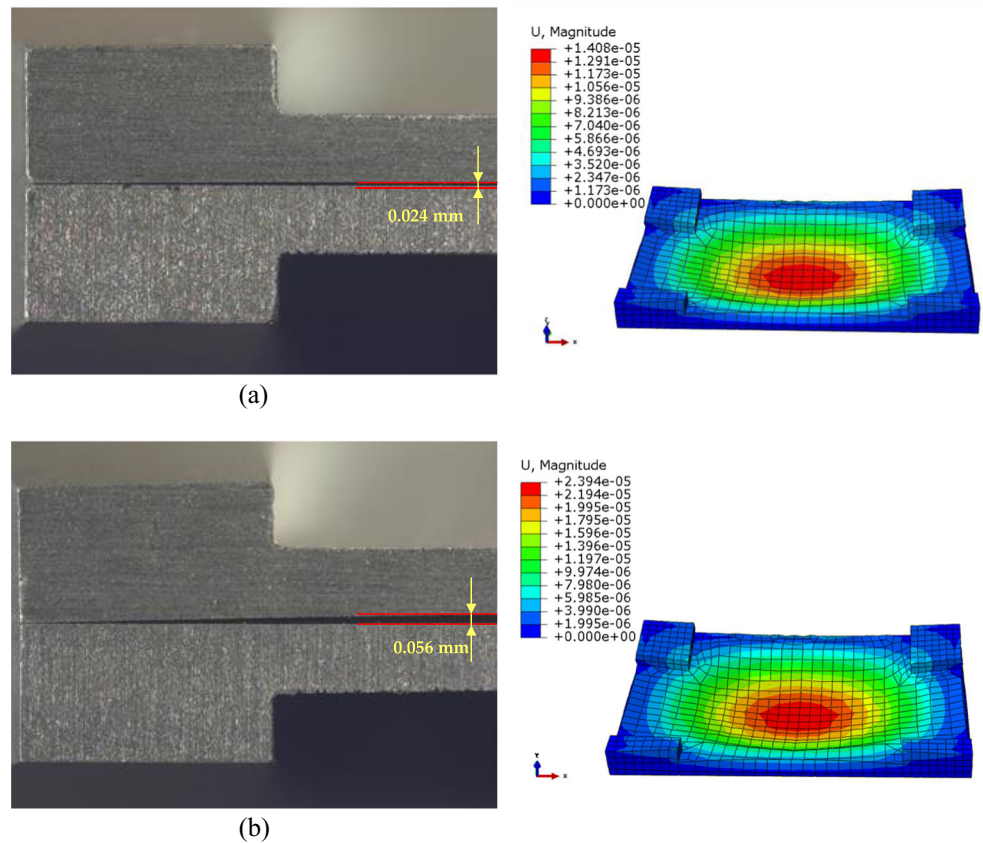 U, Magnitude
+1.408e-05
+1.291e-05
+1.173e-05
+1.056e-05
+9.386e-06
+8.213e-06
+7.040e-06
+5.866e-06
+4.693e-06
+3.520e-06
+2.347e-06
+1.173e-06
+0.000e+00
0.024 mm
Z
X
(a)
U, Magnitude
+2.394e-05
+2.194e-05
+1.995e-05
+1.795e-05
+1.596e-05
+1.396e-05
+1.197e-05
+9.974e-06
+7.980e-06
+5.985e-06
+3.990e-06
+1.995e-06
+0.000e+00
0.056 mm
Y
X
(b)